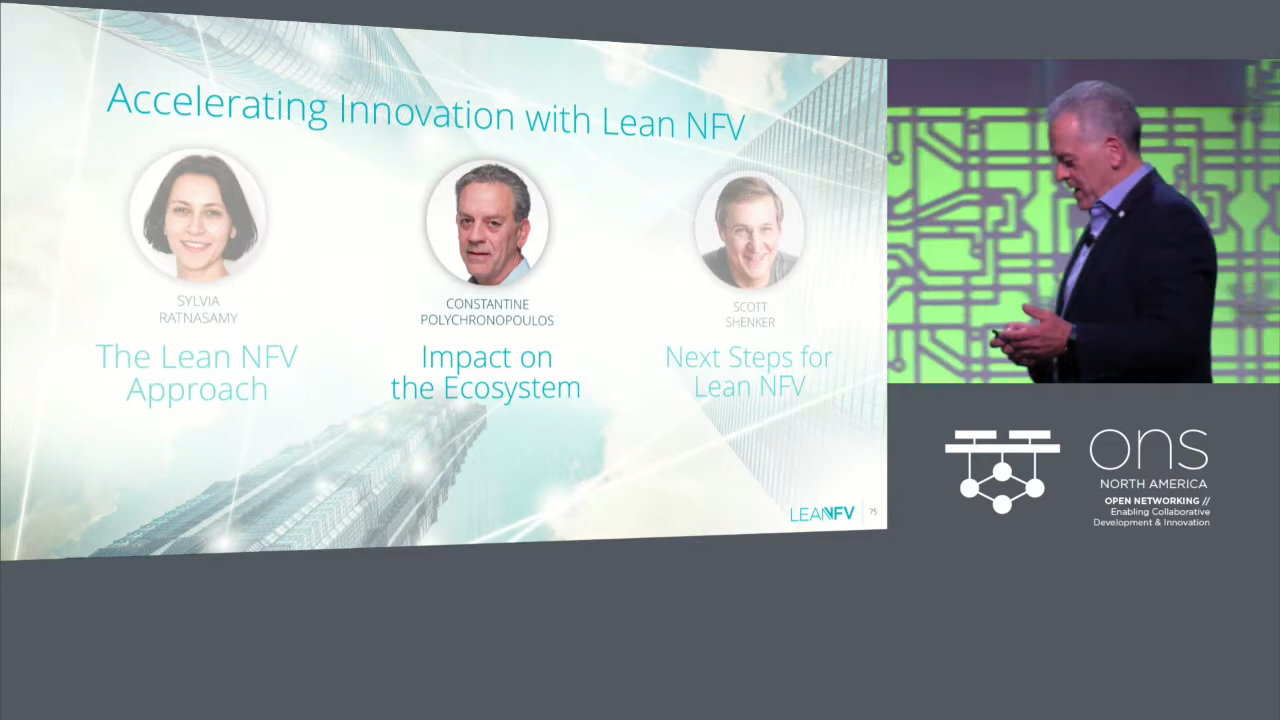 Accelerating Innovation with Lean NFV
SYLVIA
RATNASAMY
The Lean NFV
Approach
CONSTANTINE
POLYCHRONOPOULOS
Impact on
the Ecosystem
SCOTT
SHENKER
Next Steps for
Lean NFV
LEANNFV
75
ons
NORTH AMERICA
OPEN NETWORKING //
Enabling Collaborative
Development & Innovation